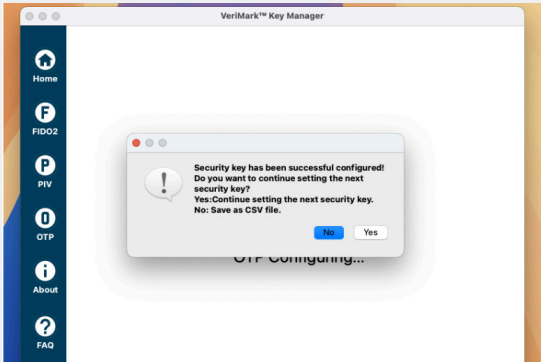 VeriMark™ Key Manager
Home
F
FIDO2
P
PIV
O
OTP
i
About
?
FAQ
!
Security key has been successful configured!
Do you want to continue setting the next
security key?
Yes:Continue setting the next security key.
No: Save as CSV file.
No Yes
OTP Configuring...